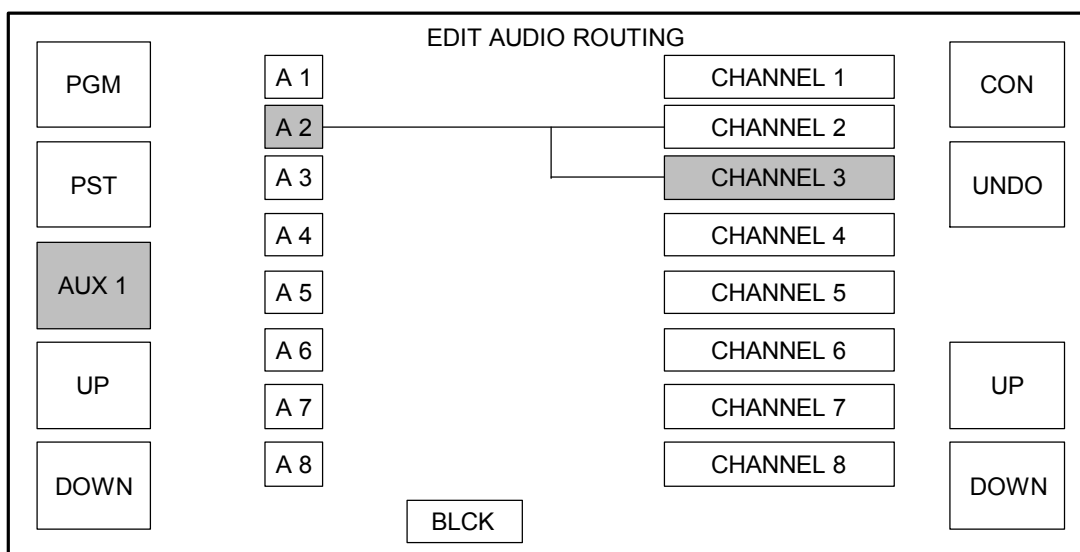 EDIT AUDIO ROUTING
PGM
PST
AUX 1
UP
DOWN
A 1
A 2
A 3
A 4
A 5
A 6
A 7
A 8
BLCK
CHANNEL 1
CHANNEL 2
CHANNEL 3
CHANNEL 4
CHANNEL 5
CHANNEL 6
CHANNEL 7
CHANNEL 8
CON
UNDO
UP
DOWN